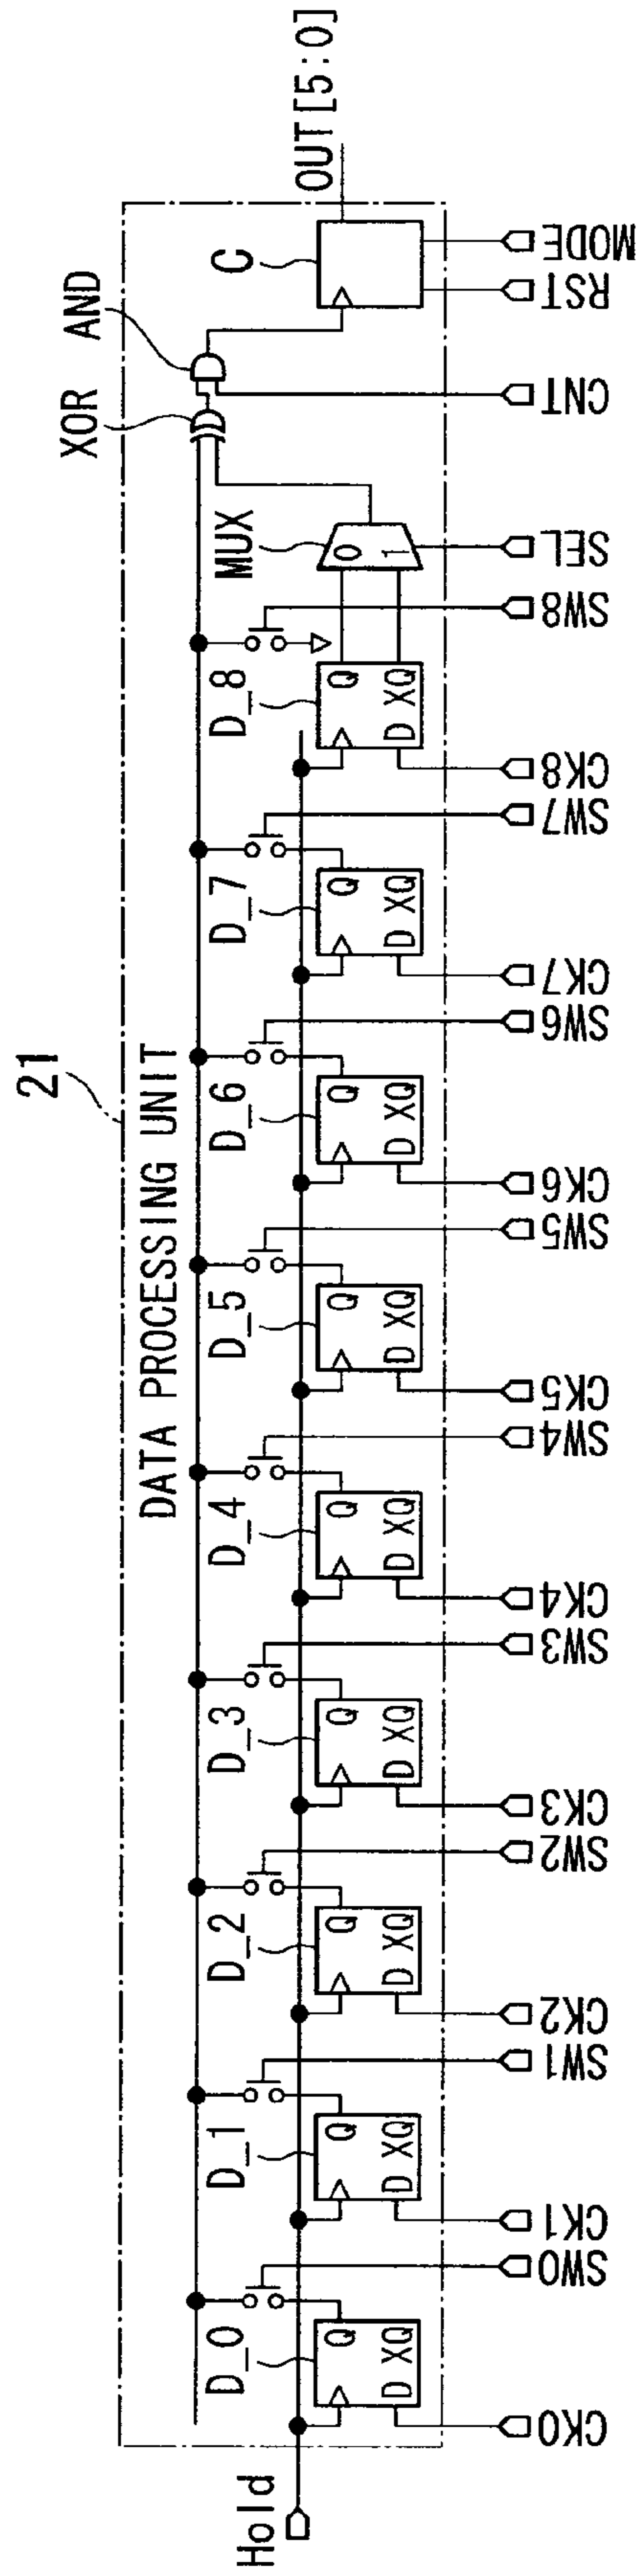 21
DATA PROCESSING UNIT
Hold
D_0
D_1
D_2
D_3
D_4
D_5
D_6
D_7
D_8
MUX
XOR
AND
C
OUT[5:0]
Q
D XQ
Q
D XQ
Q
D XQ
Q
D XQ
Q
D XQ
Q
D XQ
Q
D XQ
Q
D XQ
Q
D XQ
0
1
CK0
SW0
CK1
SW1
CK2
SW2
CK3
SW3
CK4
SW4
CK5
SW5
CK6
SW6
CK7
SW7
CK8
SW8
SEL
CNT
RST
MODE